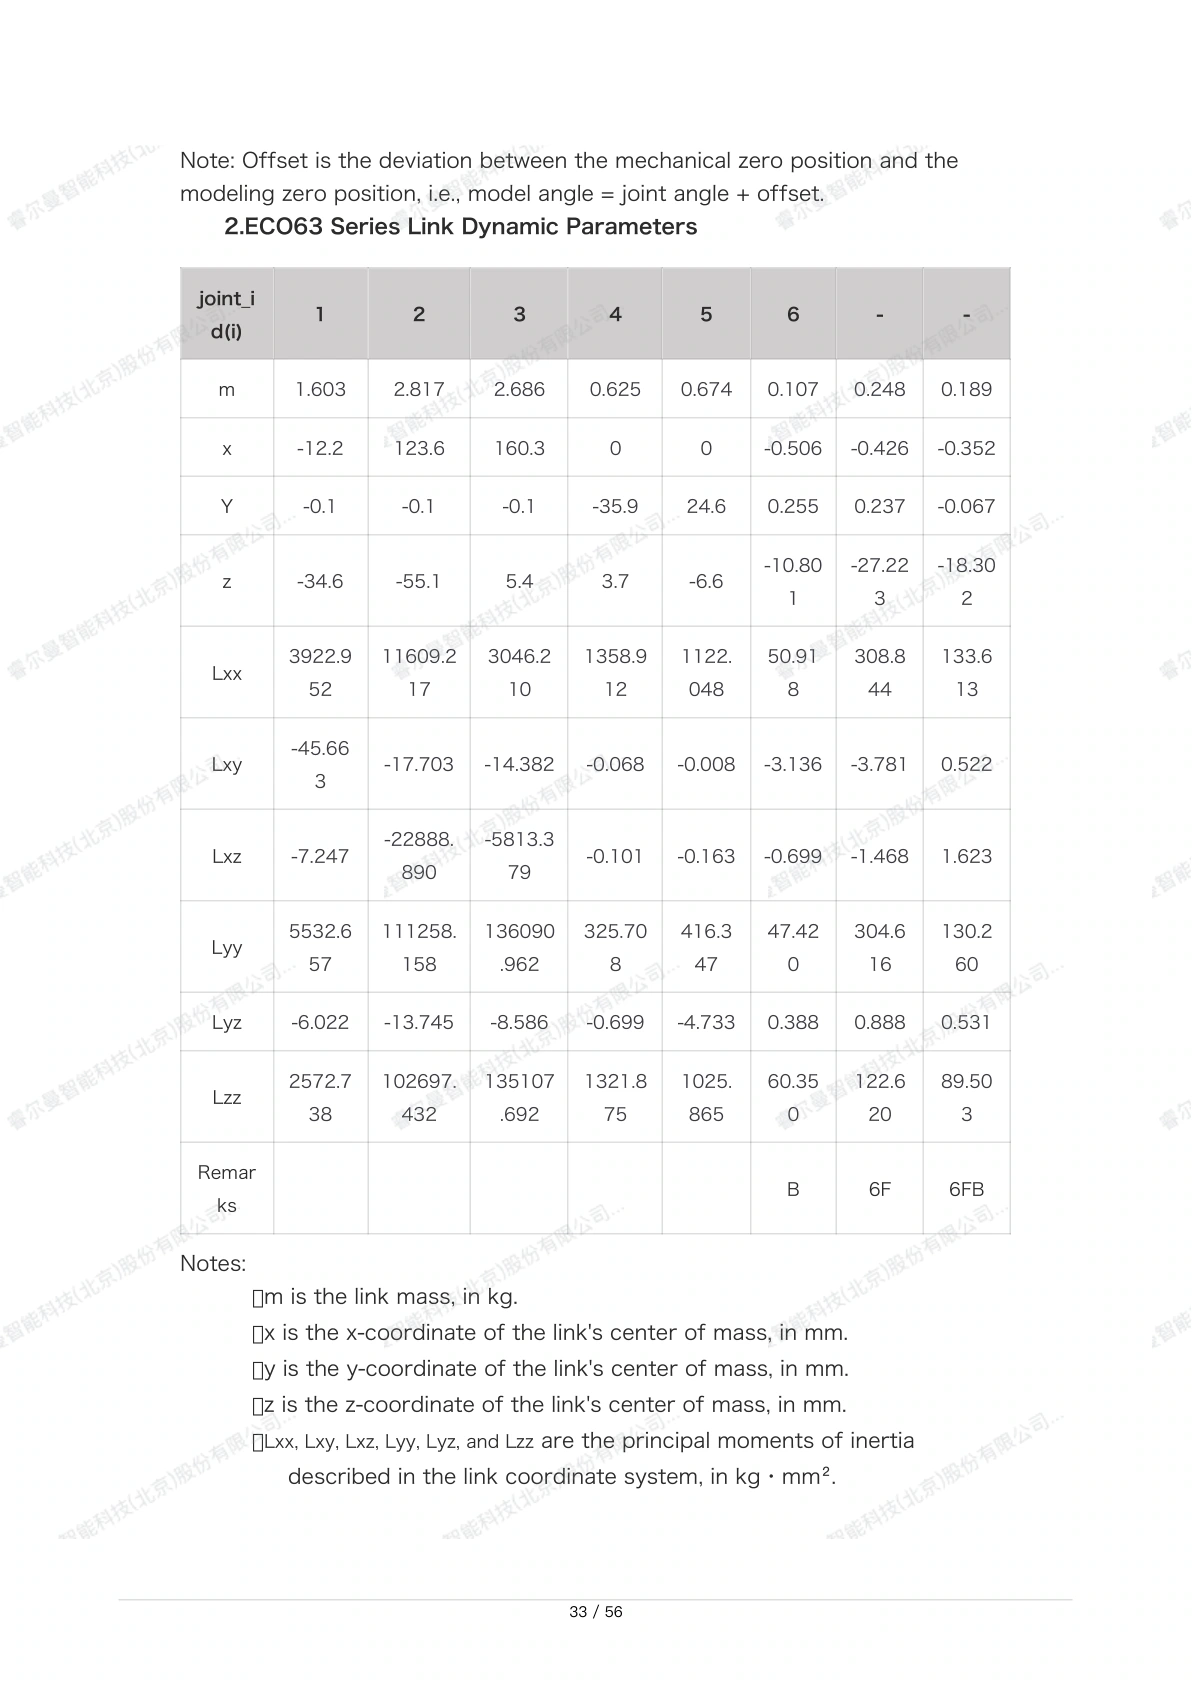 Note: Offset is the deviation between the mechanical zero position and the
modeling zero position, i.e., model angle = joint angle + offset.
2.ECO63 Series Link Dynamic Parameters
joint_i
d(i) 1 2 3 4 5 6 - -
m 1.603 2.817 2.686 0.625 0.674 0.107 0.248 0.189
x -12.2 123.6 160.3 0 0 -0.506 -0.426 -0.352
Y -0.1 -0.1 -0.1 -35.9 24.6 0.255 0.237 -0.067
z -34.6 -55.1 5.4 3.7 -6.6 -10.80 -27.22 -18.30
1 3 2
Lxx 3922.9 11609.2 3046.2 1358.9 1122. 50.91 308.8 133.6
52 17 10 12 048 8 44 13
Lxy -45.66 -17.703 -14.382 -0.068 -0.008 -3.136 -3.781 0.522
3
Lxz -7.247 -22888. -5813.3 -0.101 -0.163 -0.699 -1.468 1.623
890 79
Lyy 5532.6 111258. 136090 325.70 416.3 47.42 304.6 130.2
57 158 .962 8 47 0 16 60
Lyz -6.022 -13.745 -8.586 -0.699 -4.733 0.388 0.888 0.531
Lzz 2572.7 102697. 135107 1321.8 1025. 60.35 122.6 89.50
38 432 .692 75 865 0 20 3
Remar
ks B 6F 6FB
Notes:
m is the link mass, in kg.
x is the x-coordinate of the link's center of mass, in mm.
y is the y-coordinate of the link's center of mass, in mm.
z is the z-coordinate of the link's center of mass, in mm.
Lxx, Lxy, Lxz, Lyy, Lyz, and Lzz are the principal moments of inertia
described in the link coordinate system, in kg・mm².
33 / 56
睿尔曼智能科技(北京)股份有限公司...